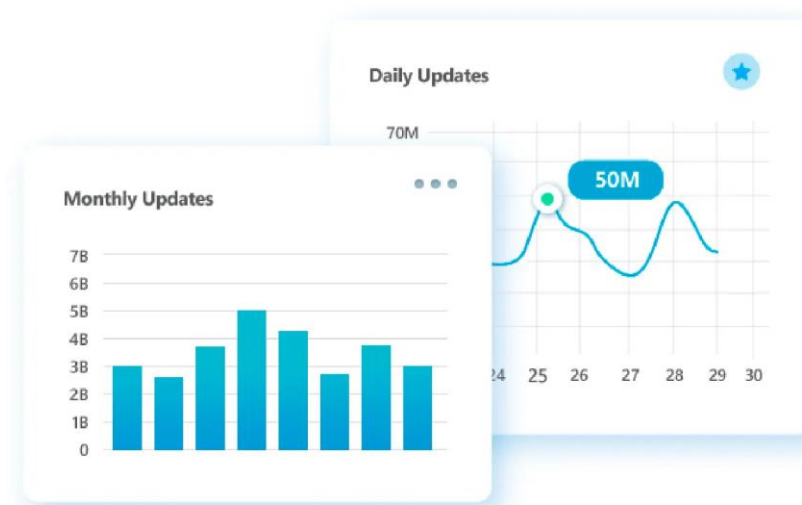 Daily Updates
70M
50M
24 25 26 27 28 29 30
Monthly Updates
7B
6B
5B
4B
3B
2B
1B
0